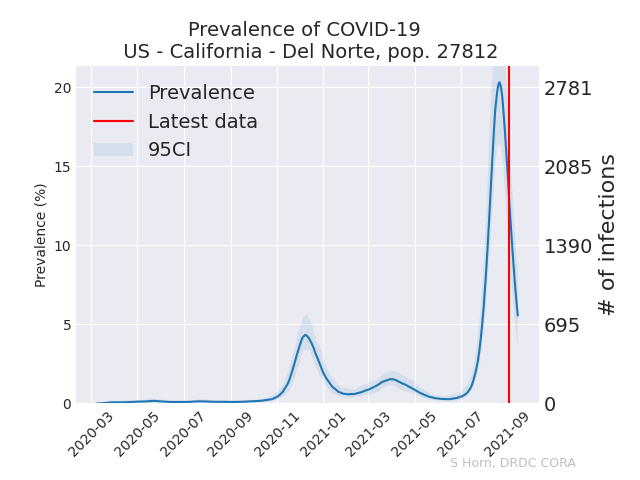 Prevalence of COVID-19
US - California - Del Norte, pop. 27812
Prevalence
Latest data
95CI
Prevalence (%)
20
15
10
5
0
2781
2085
1390
695
0
# of infections
2020-03
2020-05
2020-07
2020-09
2020-11
2021-01
2021-03
2021-05
2021-07
2021-09
S Horn, DRDC CORA